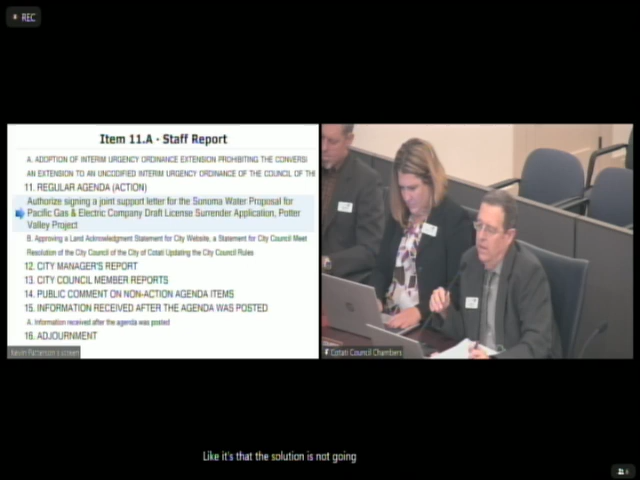 REC
Item 11.A - Staff Report
A. ADOPTION OF INTERIM URGENCY ORDINANCE EXTENSION PROHIBITING THE CONVERSI
AN EXTENSION TO AN UNCODIFIED INTERIM URGENCY ORDINANCE OF THE COUNCIL OF TH
11. REGULAR AGENDA (ACTION)
Authorize signing a joint support letter for the Sonoma Water Proposal for
Pacific Gas & Electric Company Draft License Surrender Application, Potter
Valley Project
B. Approving a Land Acknowledgment Statement for City Website, a Statement for City Council Meet
Resolution of the City Council of the City of Cotati Updating the City Council Rules
12. CITY MANAGER'S REPORT
13. CITY COUNCIL MEMBER REPORTS
14. PUBLIC COMMENT ON NON-ACTION AGENDA ITEMS
15. INFORMATION RECEIVED AFTER THE AGENDA WAS POSTED
A. Information received after the agenda was posted
16. ADJOURNMENT
Kevin Patterson's screen
Cotati Council Chambers
Like it's that the solution is not going